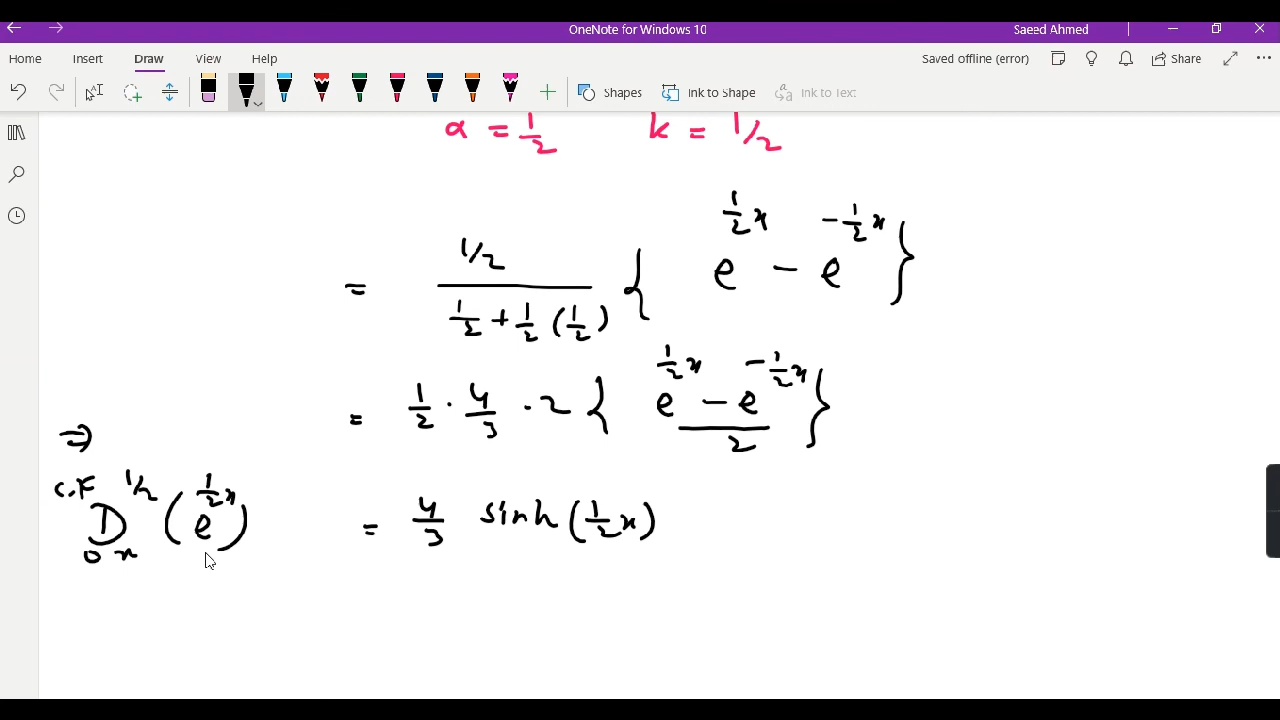 OneNote for Windows 10
Saeed Ahmed
Home Insert Draw View Help
Saved offline (error) Share
Shapes Ink to Shape Ink to Text
α = 1/2 k = 1/2
= (1/2) / (1/2 + 1/2 (1/2)) { e^(1/2 x) - e^(-1/2 x) }
= 1/2 · 4/3 · 2 { (e^(1/2 x) - e^(-1/2 x)) / 2 }
⇒
C.F D^(1/2) (e^(1/2 x)) = 4/3 sinh (1/2 x)
0 x